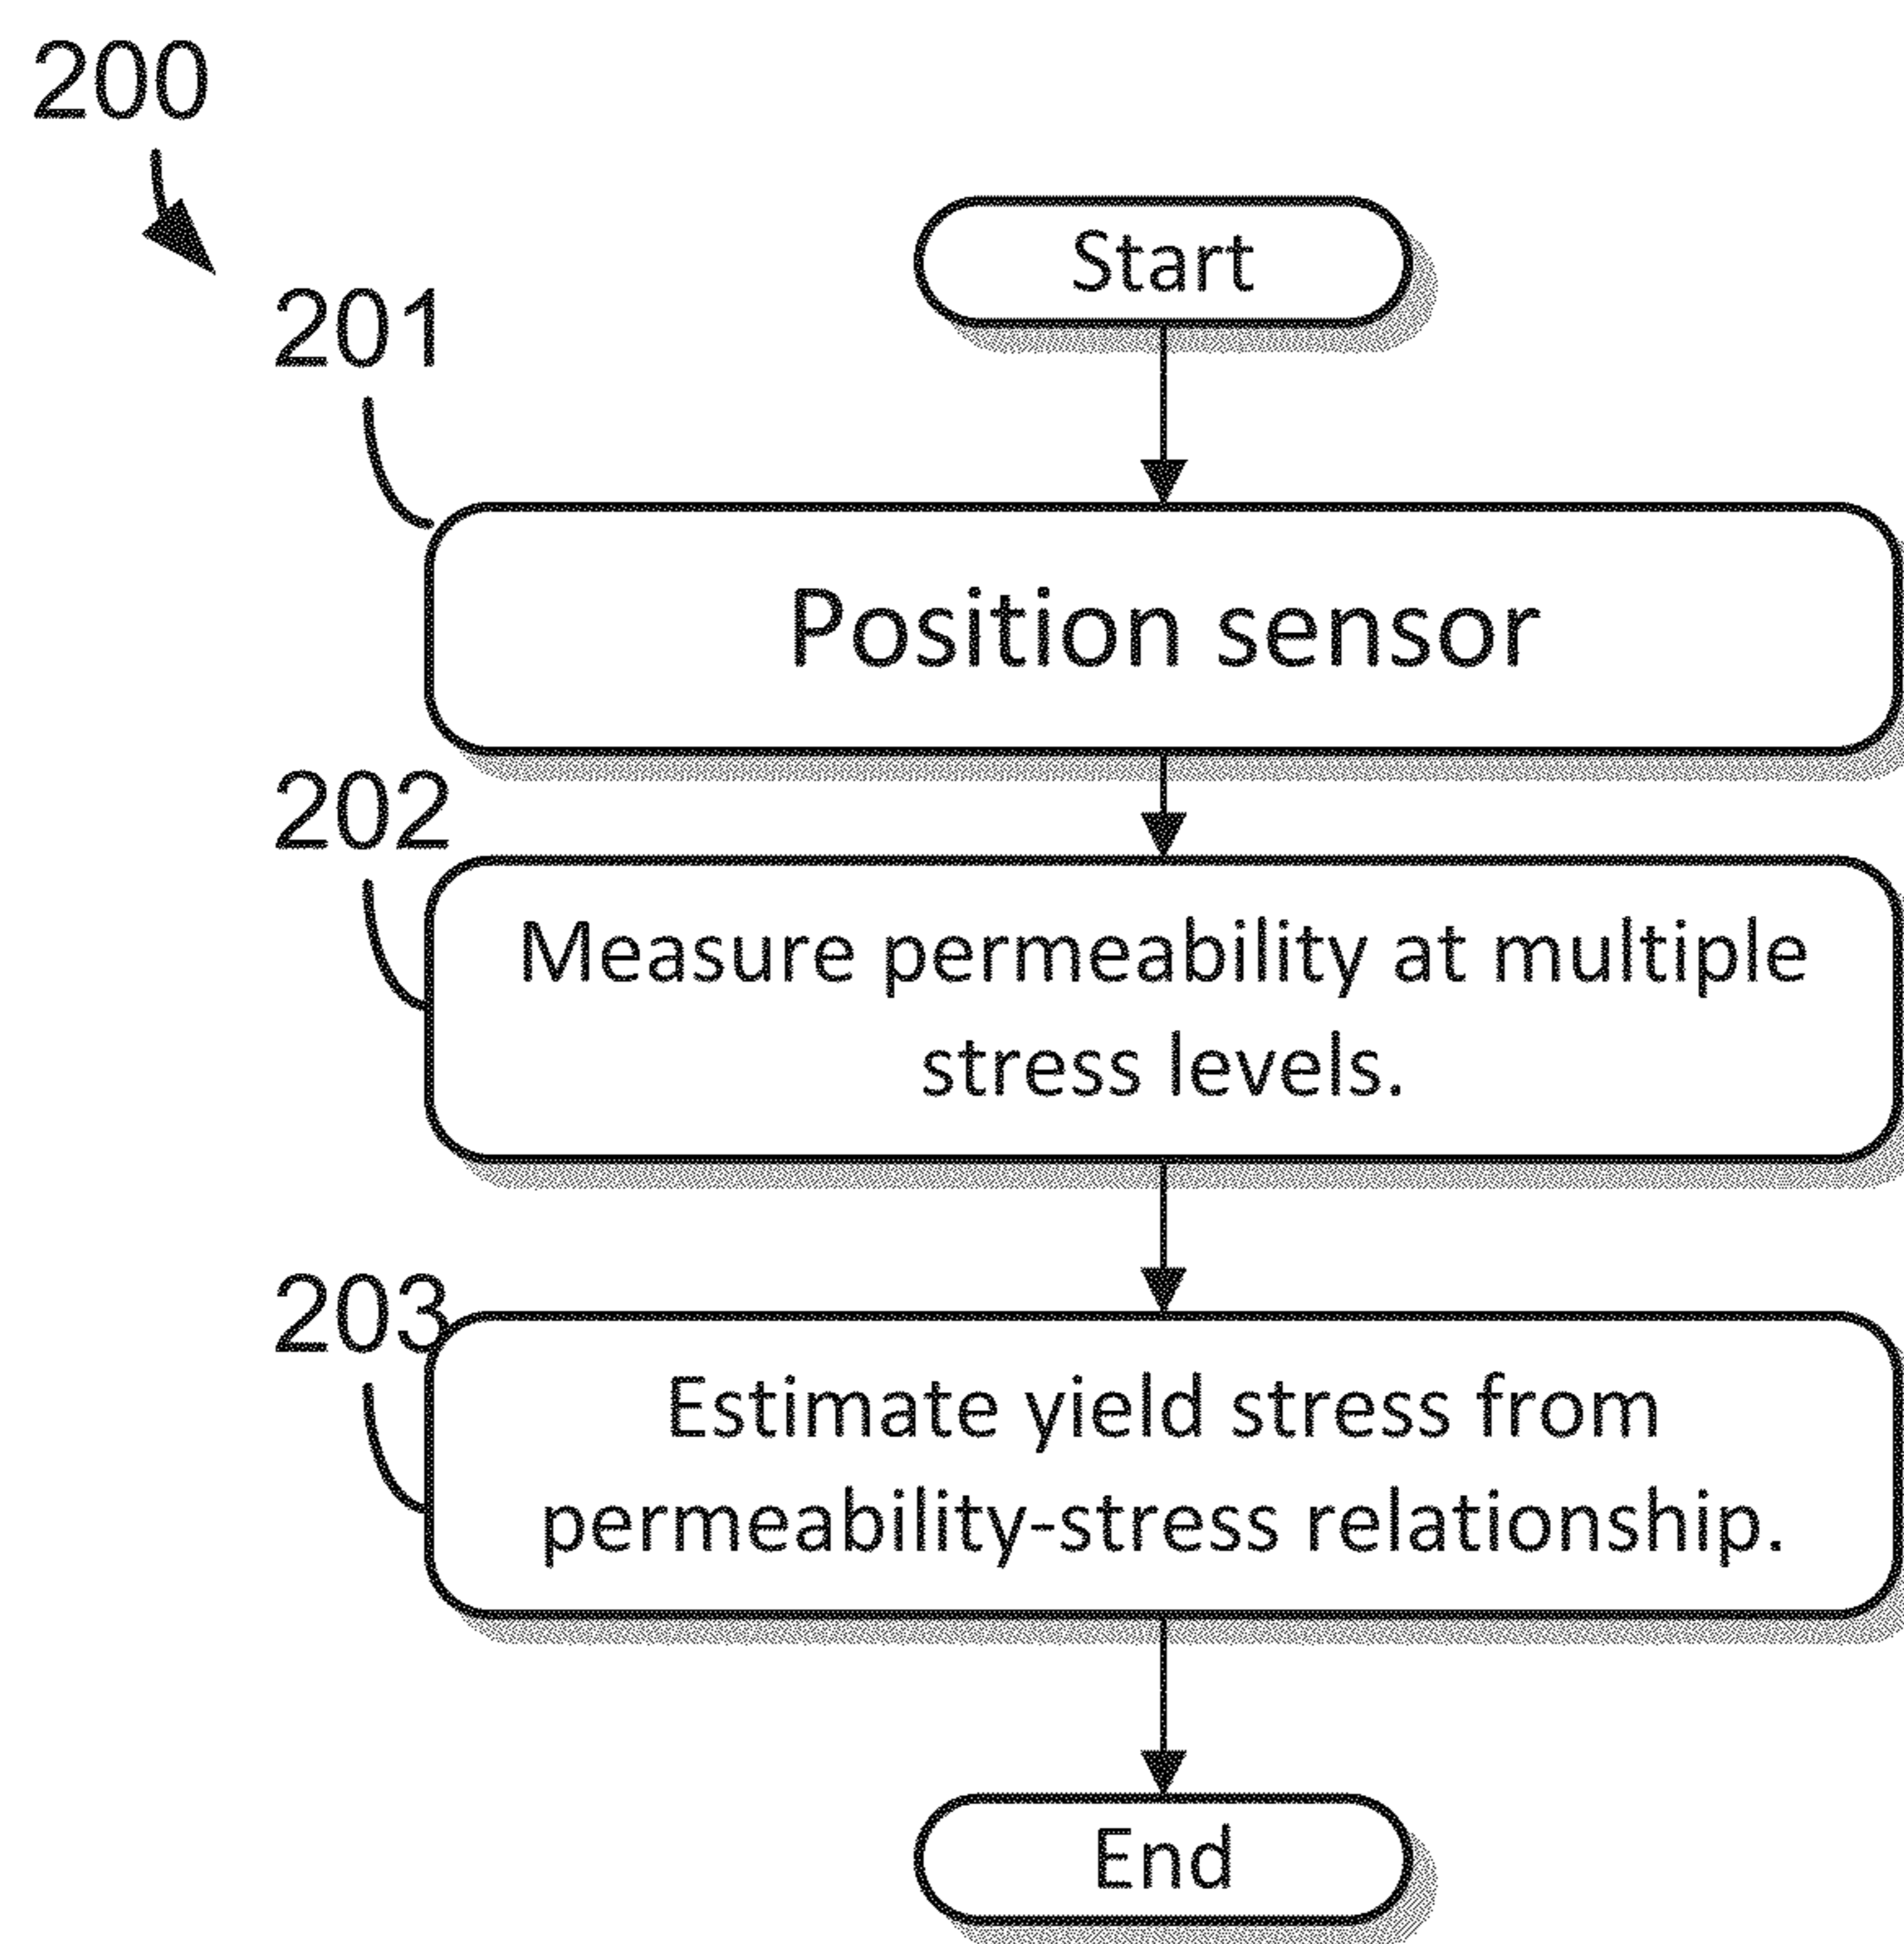 200
Start
201
Position sensor
202
Measure permeability at multiple
stress levels.
203
Estimate yield stress from
permeability-stress relationship.
End